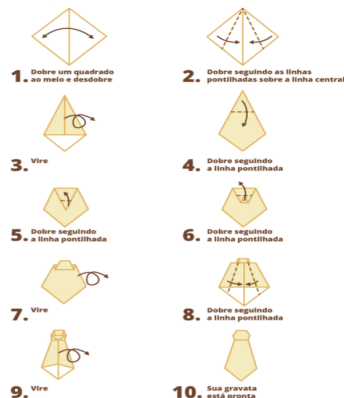 1. Dobre um quadrado
ao meio e desdobre
2. Dobre seguindo as linhas
pontilhadas sobre a linha central
3. Vire
4. Dobre seguindo
a linha pontilhada
5. Dobre seguindo
a linha pontilhada
6. Dobre seguindo
a linha pontilhada
7. Vire
8. Dobre seguindo
a linha pontilhada
9. Vire
10. Sua gravata
está pronta